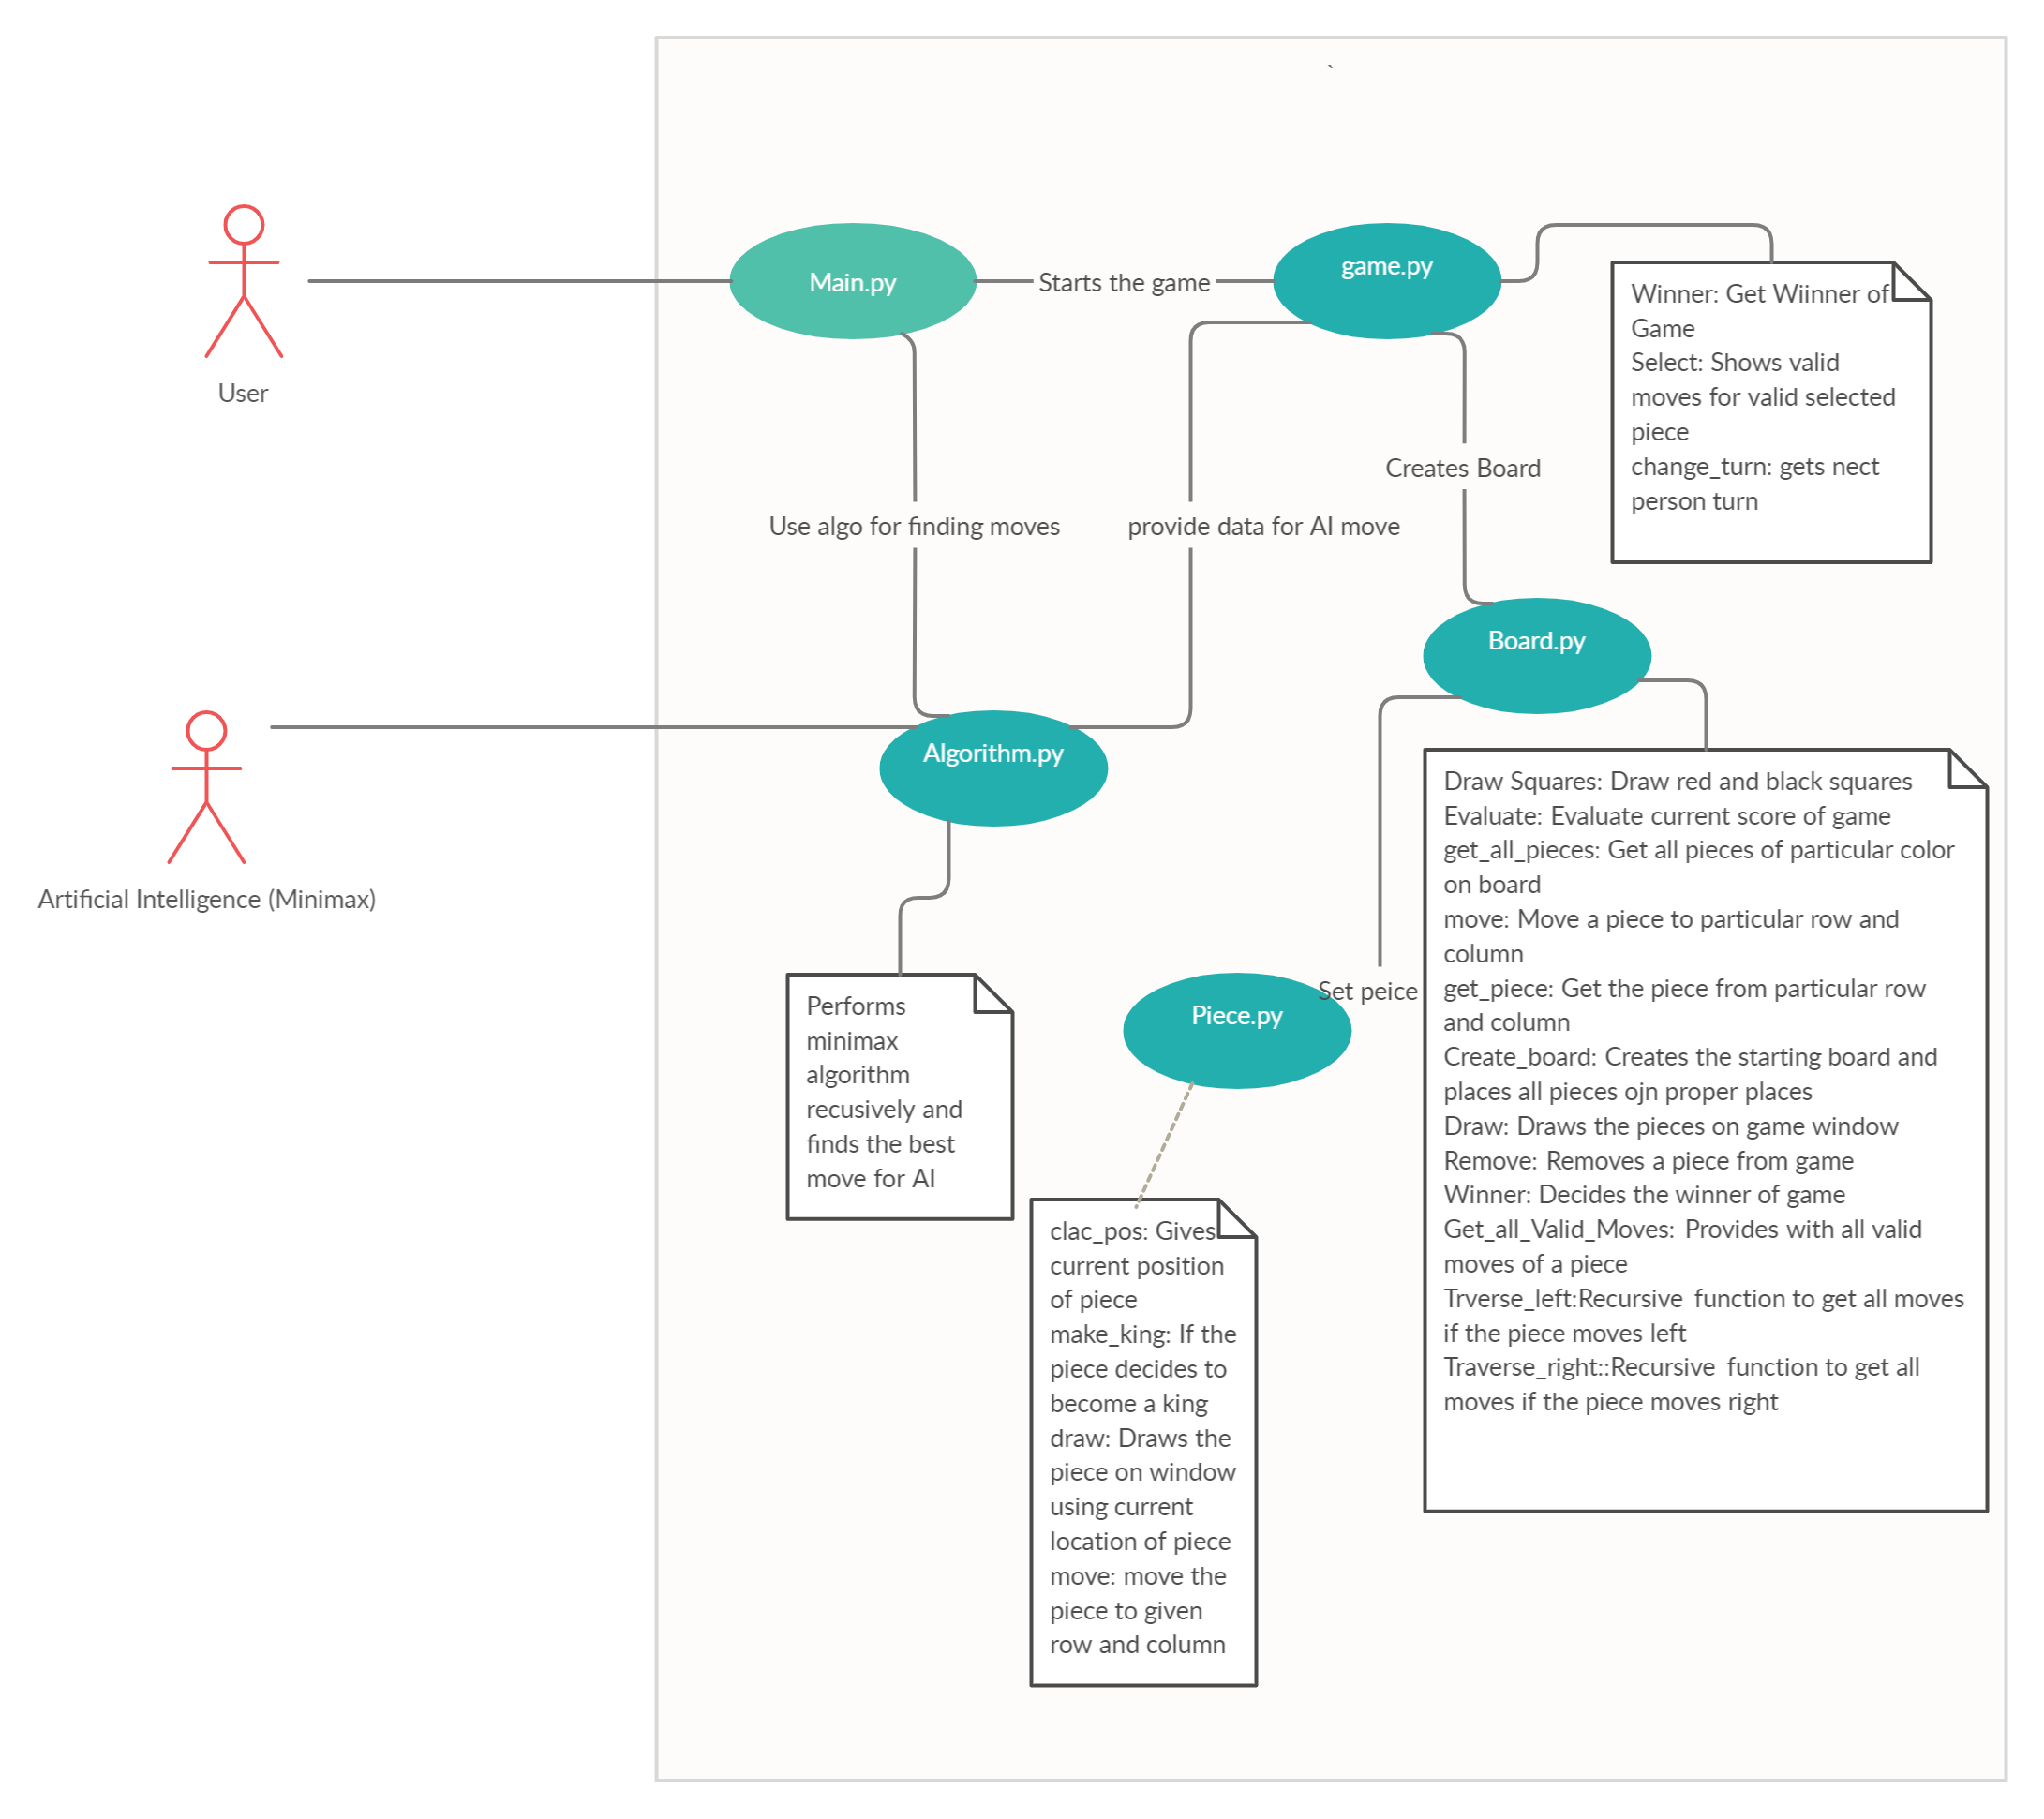 `
Main.py
Starts the game
game.py
Winner: Get Wiinner of
Game
Select: Shows valid
moves for valid selected
piece
change_turn: gets nect
person turn
User
Creates Board
Use algo for finding moves
provide data for AI move
Board.py
Algorithm.py
Artificial Intelligence (Minimax)
Draw Squares: Draw red and black squares
Evaluate: Evaluate current score of game
get_all_pieces: Get all pieces of particular color
on board
move: Move a piece to particular row and
column
get_piece: Get the piece from particular row
and column
Create_board: Creates the starting board and
places all pieces ojn proper places
Draw: Draws the pieces on game window
Remove: Removes a piece from game
Winner: Decides the winner of game
Get_all_Valid_Moves: Provides with all valid
moves of a piece
Trverse_left:Recursive function to get all moves
if the piece moves left
Traverse_right::Recursive function to get all
moves if the piece moves right
Set peice
Piece.py
Performs
minimax
algorithm
recusively and
finds the best
move for AI
clac_pos: Gives
current position
of piece
make_king: If the
piece decides to
become a king
draw: Draws the
piece on window
using current
location of piece
move: move the
piece to given
row and column